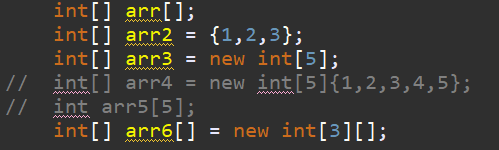 int[] arr[];
int[] arr2 = {1,2,3};
int[] arr3 = new int[5];
//  int[] arr4 = new int[5]{1,2,3,4,5};
//  int arr5[5];
int[] arr6[] = new int[3][];